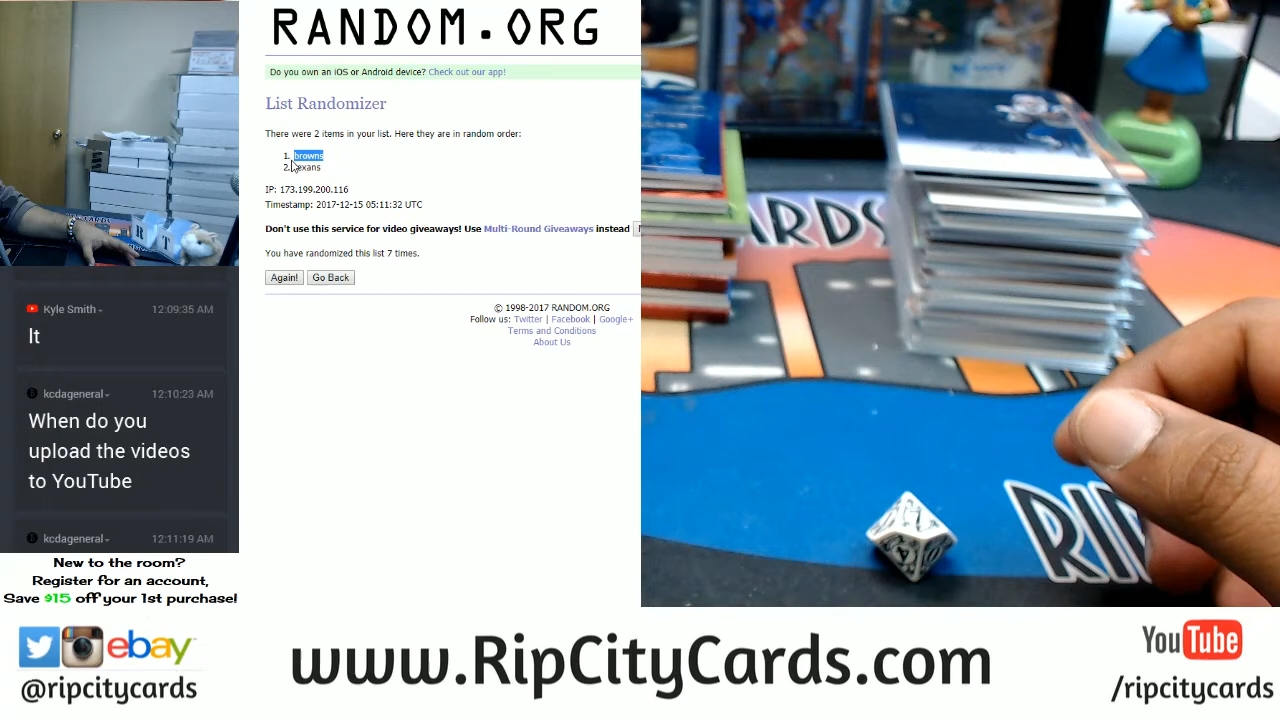 RANDOM.ORG
Do you own an iOS or Android device? Check out our app!
List Randomizer
There were 2 items in your list. Here they are in random order:
1. browns
2. texans
IP: 173.199.200.116
Timestamp: 2017-12-15 05:11:32 UTC
Don't use this service for video giveaways! Use Multi-Round Giveaways instead
You have randomized this list 7 times.
Again! Go Back
© 1998-2017 RANDOM.ORG
Follow us: Twitter | Facebook | Google+
Terms and Conditions
About Us
Kyle Smith 12:09:35 AM
It
kcdageneral 12:10:23 AM
When do you
upload the videos
to YouTube
kcdageneral 12:11:19 AM
New to the room?
Register for an account,
Save $15 off your 1st purchase!
ebay
@ripcitycards
www.RipCityCards.com
YouTube
/ripcitycards
CARDS
RIP
R T